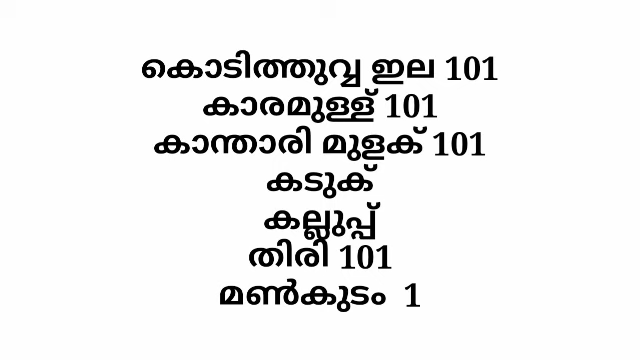 കൊടിത്തുവ്വ ഇല 101
കാരമുള്ള് 101
കാന്താരി മുളക് 101
കടുക്
കല്ലുപ്പ്
തിരി 101
മൺകുടം 1